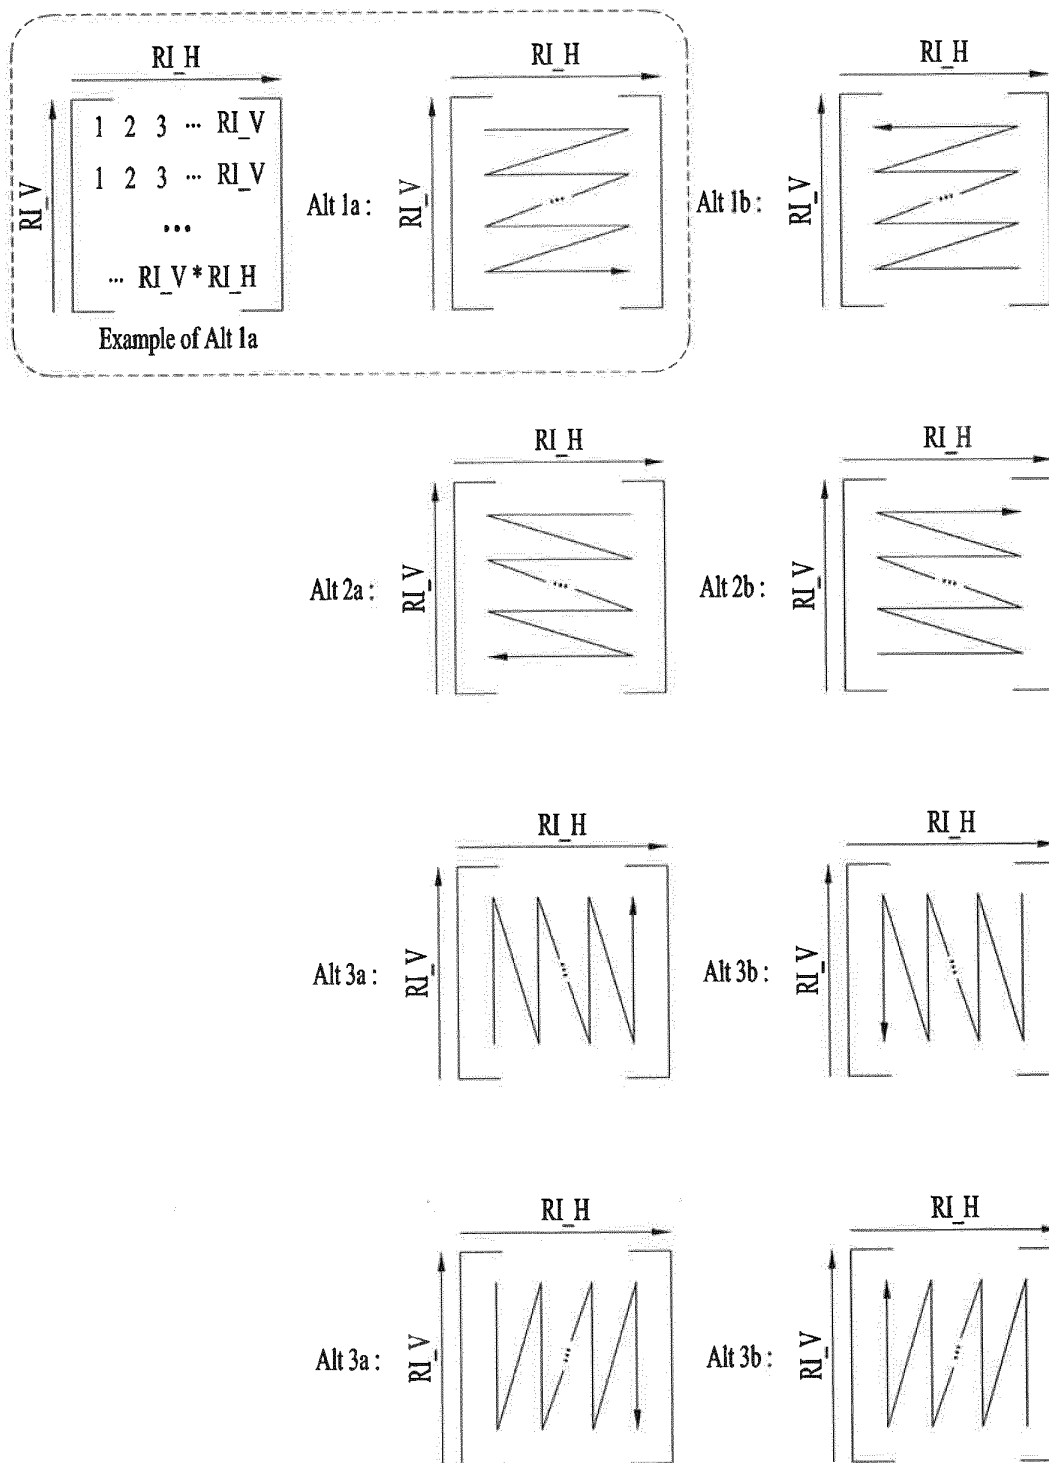 RI_H
RI_V
1 2 3 ··· RI_V
1 2 3 ··· RI_V
•••
··· RI_V * RI_H
Example of Alt 1a
Alt 1a :
RI_H
RI_V
···
Alt 1b :
RI_H
RI_V
···
Alt 2a :
RI_H
RI_V
···
Alt 2b :
RI_H
RI_V
···
Alt 3a :
RI_H
RI_V
···
Alt 3b :
RI_H
RI_V
···
Alt 3a :
RI_H
RI_V
···
Alt 3b :
RI_H
RI_V
···